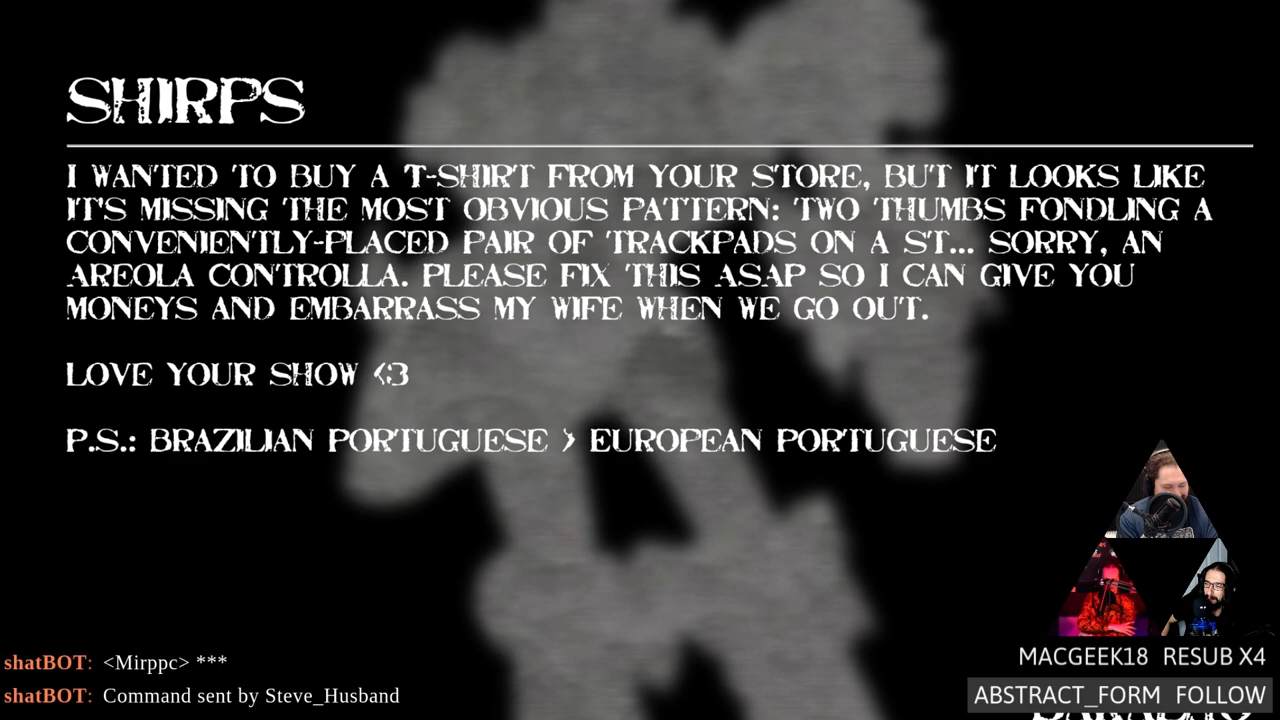 SHIRPS
I WANTED TO BUY A T-SHIRT FROM YOUR STORE, BUT IT LOOKS LIKE
IT'S MISSING THE MOST OBVIOUS PATTERN: TWO THUMBS FONDLING A
CONVENIENTLY-PLACED PAIR OF TRACKPADS ON A ST... SORRY, AN
AREOLA CONTROLLA. PLEASE FIX THIS ASAP SO I CAN GIVE YOU
MONEYS AND EMBARRASS MY WIFE WHEN WE GO OUT.
LOVE YOUR SHOW <3
P.S.: BRAZILIAN PORTUGUESE > EUROPEAN PORTUGUESE
shatBOT: <Mirppc> ***
shatBOT: Command sent by Steve_Husband
MACGEEK18 RESUB X4
ABSTRACT_FORM FOLLOW